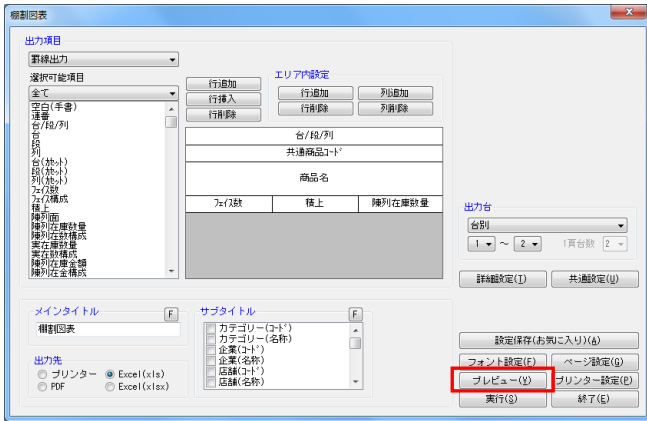 棚割図表
出力項目
罫線出力
選択可能項目
全て
空白(手書)
連番
台/段/列
台
段
列
台(ｶｾｯﾄ)
段(ｶｾｯﾄ)
列(ｶｾｯﾄ)
ﾌｪｲｽ数
ﾌｪｲｽ構成
積上
陳列面
陳列在庫数量
陳列在数構成
実在庫数量
実在数構成
陳列在庫金額
陳列在金構成
行追加
行挿入
行削除
エリア内設定
行追加 列追加
行削除 列削除
台/段/列
共通商品ｺｰﾄﾞ
商品名
ﾌｪｲｽ数 積上 陳列在庫数量
出力台
台別
1 ～ 2 1頁台数 2
詳細設定(I) 共通設定(U)
メインタイトル F
棚割図表
出力先
プリンター Excel(xls)
PDF Excel(xlsx)
サブタイトル F
カテゴリー(ｺｰﾄﾞ)
カテゴリー(名称)
企業(ｺｰﾄﾞ)
企業(名称)
店舗(ｺｰﾄﾞ)
店舗(名称)
設定保存(お気に入り)(A)
フォント設定(F) ページ設定(G)
プレビュー(Y) プリンター設定(P)
実行(S) 終了(E)